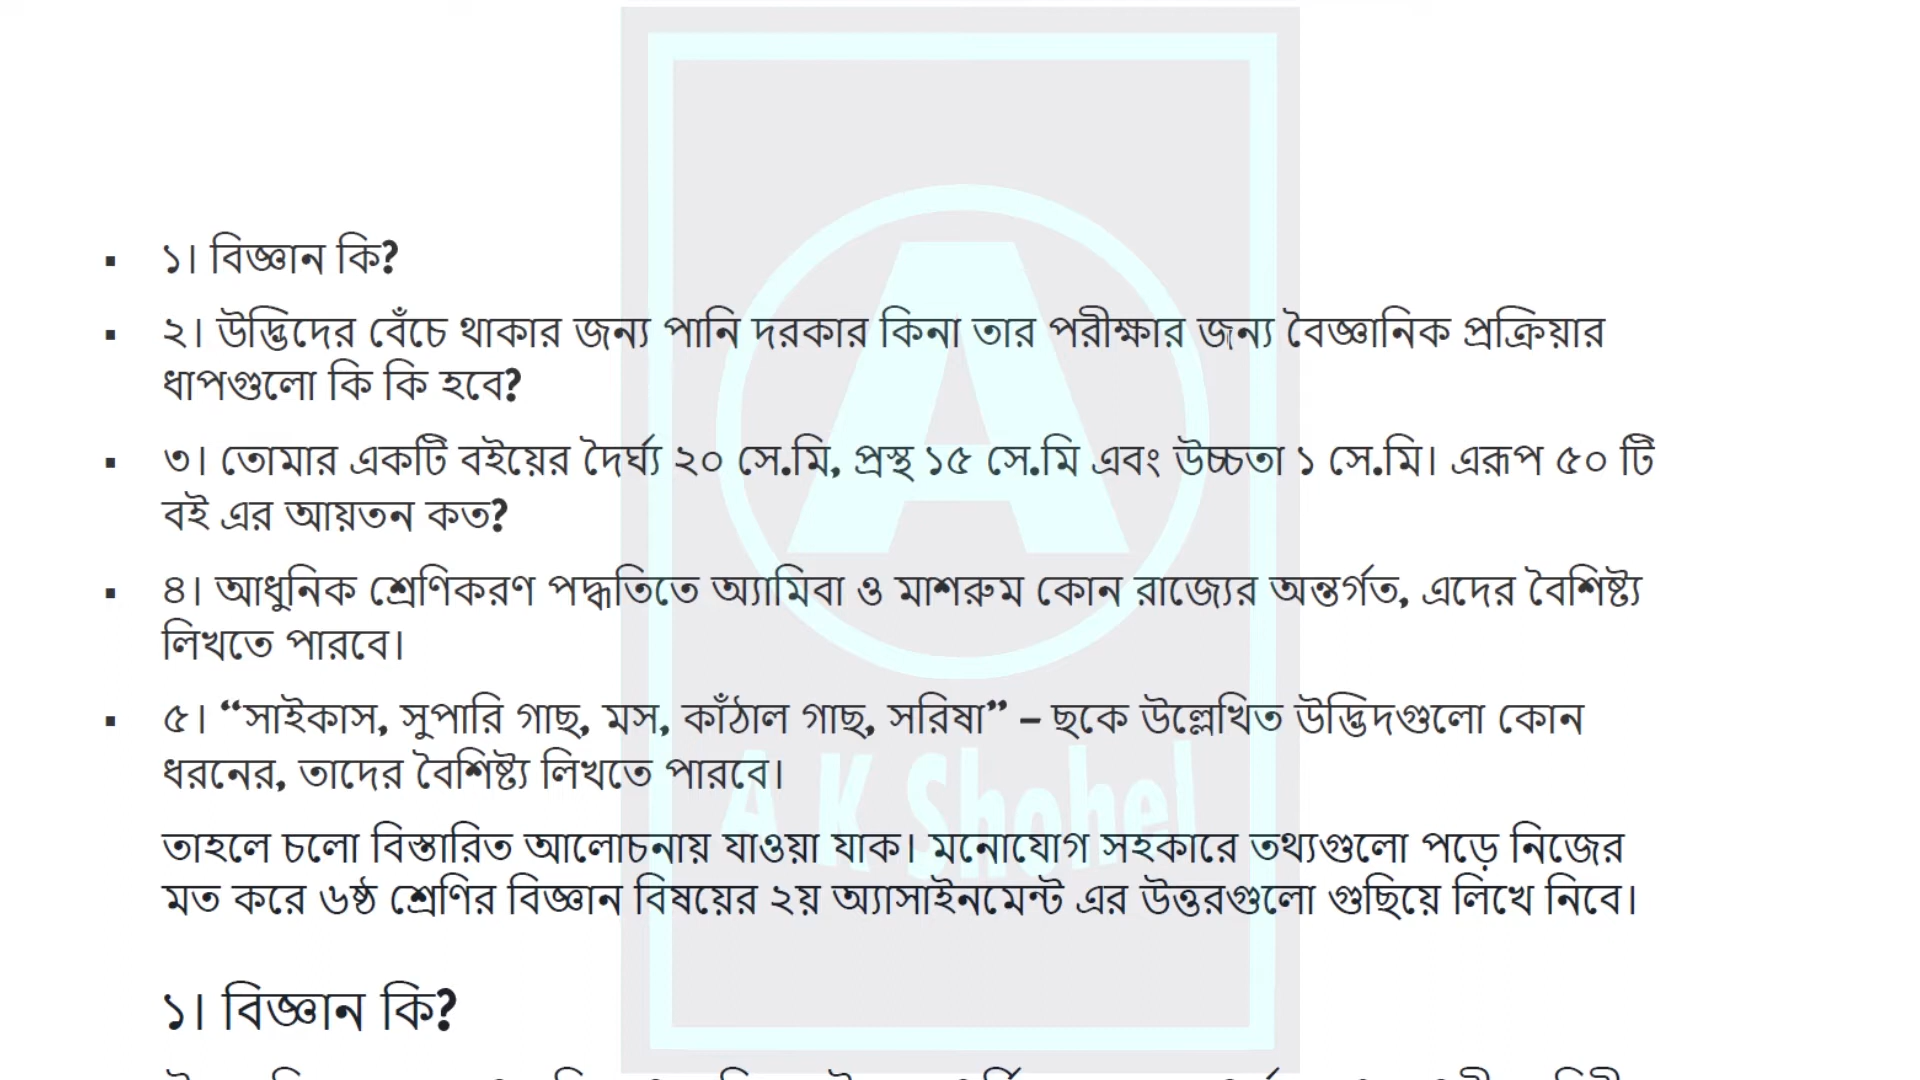 ১। বিজ্ঞান কি?
২। উদ্ভিদের বেঁচে থাকার জন্য পানি দরকার কিনা তার পরীক্ষার জন্য বৈজ্ঞানিক প্রক্রিয়ার
ধাপগুলো কি কি হবে?
৩। তোমার একটি বইয়ের দৈর্ঘ্য ২০ সে.মি, প্রস্থ ১৫ সে.মি এবং উচ্চতা ১ সে.মি। এরূপ ৫০ টি
বই এর আয়তন কত?
৪। আধুনিক শ্রেণিকরণ পদ্ধতিতে অ্যামিবা ও মাশরুম কোন রাজ্যের অন্তর্গত, এদের বৈশিষ্ট্য
লিখতে পারবে।
৫। “সাইকাস, সুপারি গাছ, মস, কাঁঠাল গাছ, সরিষা” – ছকে উল্লেখিত উদ্ভিদগুলো কোন
ধরনের, তাদের বৈশিষ্ট্য লিখতে পারবে।
A K Shohel
তাহলে চলো বিস্তারিত আলোচনায় যাওয়া যাক। মনোযোগ সহকারে তথ্যগুলো পড়ে নিজের
মত করে ৬ষ্ঠ শ্রেণির বিজ্ঞান বিষয়ের ২য় অ্যাসাইনমেন্ট এর উত্তরগুলো গুছিয়ে লিখে নিবে।
১। বিজ্ঞান কি?